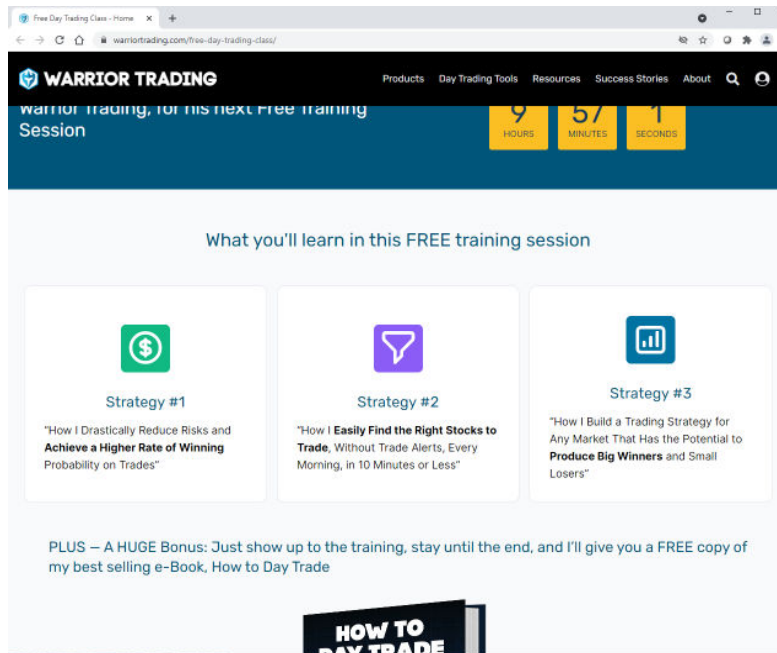 Free Day Trading Class - Home
warriortrading.com/free-day-trading-class/
WARRIOR TRADING
Products Day Trading Tools Resources Success Stories About
Warrior Trading, for his next Free Training
Session
9 57 1
HOURS MINUTES SECONDS
What you'll learn in this FREE training session
Strategy #1
"How I Drastically Reduce Risks and
Achieve a Higher Rate of Winning
Probability on Trades"
Strategy #2
"How I Easily Find the Right Stocks to
Trade, Without Trade Alerts, Every
Morning, in 10 Minutes or Less"
Strategy #3
"How I Build a Trading Strategy for
Any Market That Has the Potential to
Produce Big Winners and Small
Losers"
PLUS — A HUGE Bonus: Just show up to the training, stay until the end, and I'll give you a FREE copy of
my best selling e-Book, How to Day Trade
HOW TO
DAY TRADE